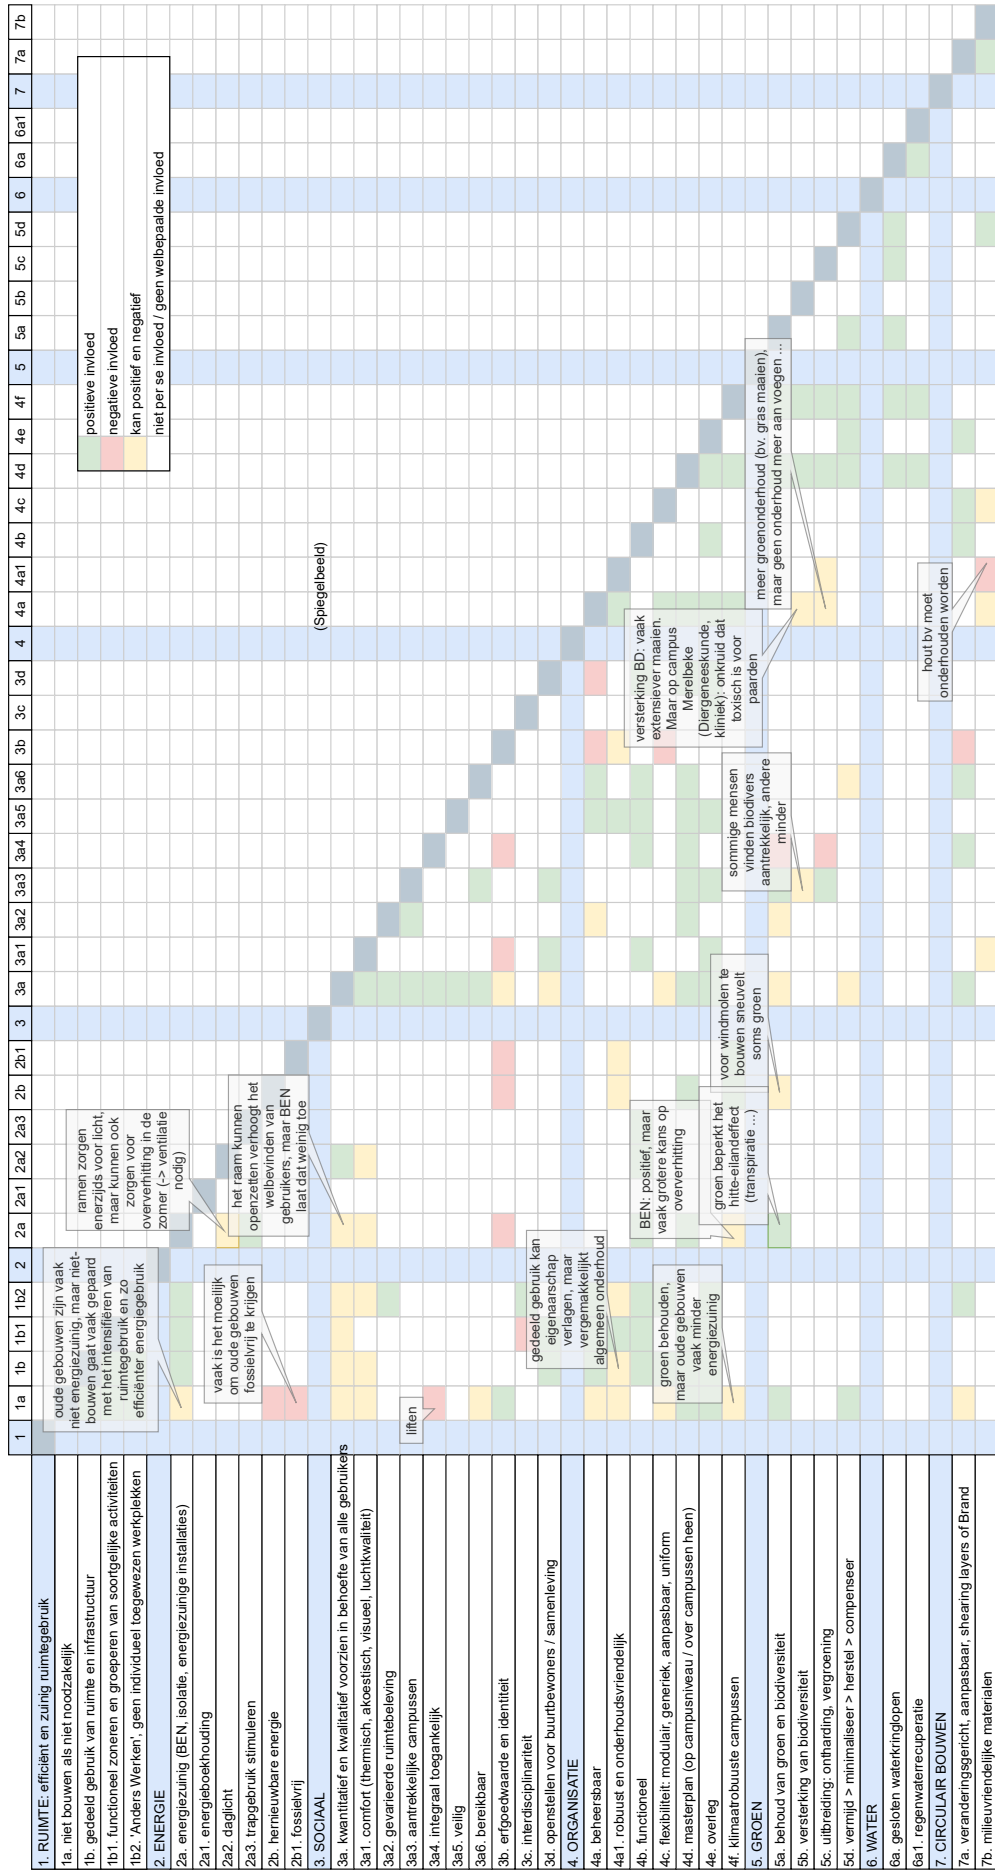 1
1a
1b
1b1
1b2
2
2a
2a1
2a2
2a3
2b
2b1
3
3a
3a1
3a2
3a3
3a4
3a5
3a6
3b
3c
3d
4
4a
4a1
4b
4c
4d
4e
4f
5
5a
5b
5c
5d
6
6a
6a1
7
7a
7b
1. RUIMTE: efficiënt en zuinig ruimtegebruik
1a. niet bouwen als niet noodzakelijk
1b. gedeeld gebruik van ruimte en infrastructuur
1b1. functioneel zoneren en groeperen van soortgelijke activiteiten
1b2. 'Anders Werken', geen individueel toegewezen werkplekken
2. ENERGIE
2a. energiezuinig (BEN, isolatie, energiezuinige installaties)
2a1. energieboekhouding
2a2. daglicht
2a3. trapgebruik stimuleren
2b. hernieuwbare energie
2b1. fossielvrij
3. SOCIAAL
3a. kwantitatief en kwalitatief voorzien in behoefte van alle gebruikers
3a1. comfort (thermisch, akoestisch, visueel, luchtkwaliteit)
3a2. gevarieerde ruimtebeleving
3a3. aantrekkelijke campussen
3a4. integraal toegankelijk
3a5. veilig
3a6. bereikbaar
3b. erfgoedwaarde en identiteit
3c. interdisciplinariteit
3d. openstellen voor buurtbewoners / samenleving
4. ORGANISATIE
4a. beheersbaar
4a1. robuust en onderhoudsvriendelijk
4b. functioneel
4c. flexibiliteit: modulair, generiek, aanpasbaar, uniform
4d. masterplan (op campusniveau / over campussen heen)
4e. overleg
4f. klimaatrobuuste campussen
5. GROEN
5a. behoud van groen en biodiversiteit
5b. versterking van biodiversiteit
5c. uitbreiding: ontharding, vergroening
5d. vermijd > minimaliseer > herstel > compenseer
6. WATER
6a. gesloten waterkringlopen
6a1. regenwaterrecuperatie
7. CIRCULAIR BOUWEN
7a. veranderingsgericht, aanpasbaar, shearing layers of Brand
7b. milieuvriendelijke materialen
positieve invloed
negatieve invloed
kan positief en negatief
niet per se invloed / geen welbepaalde invloed
(Spiegelbeeld)
oude gebouwen zijn vaak
niet energiezuinig, maar niet-
bouwen gaat vaak gepaard
met het intensifiëren van
ruimtegebruik en zo
efficiënter energiegebruik
ramen zorgen
enerzijds voor licht,
maar kunnen ook
zorgen voor
oververhitting in de
zomer (-> ventilatie
nodig)
vaak is het moeilijk
om oude gebouwen
fossielvrij te krijgen
het raam kunnen
openzetten verhoogt het
welbevinden van
gebruikers, maar BEN
laat dat weinig toe
liften
gedeeld gebruik kan
eigenaarschap
verlagen, maar
vergemakkelijkt
algemeen onderhoud
versterking BD: vaak
extensiever maaien.
Maar op campus
Merelbeke
(Diergeneeskunde,
kliniek): onkruid dat
toxisch is voor
paarden
BEN: positief, maar
vaak grotere kans op
oververhitting
groen behouden,
maar oude gebouwen
vaak minder
energiezuinig
groen beperkt het
hitte-eilandeffect
(transpiratie ...)
voor windmolen te
bouwen sneuvelt
soms groen
sommige mensen
vinden biodivers
aantrekkelijk, andere
minder
meer groenonderhoud (bv. gras maaien),
maar geen onderhoud meer aan voegen ...
hout bv moet
onderhouden worden